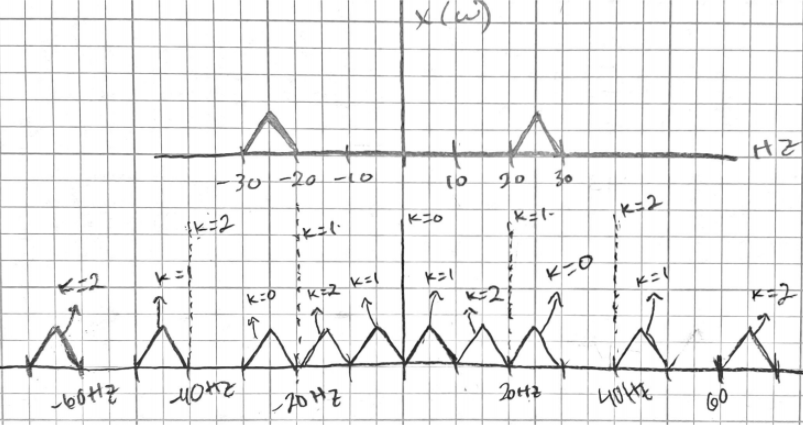 X(ω)
HZ
-30 -20 -10 10 20 30
k=2 k=1 k=0 k=1 k=2
k=2 k=1 k=0 k=2 k=1 k=1 k=2 k=0 k=1 k=2
-60HZ -40HZ -20HZ 20HZ 40HZ 60